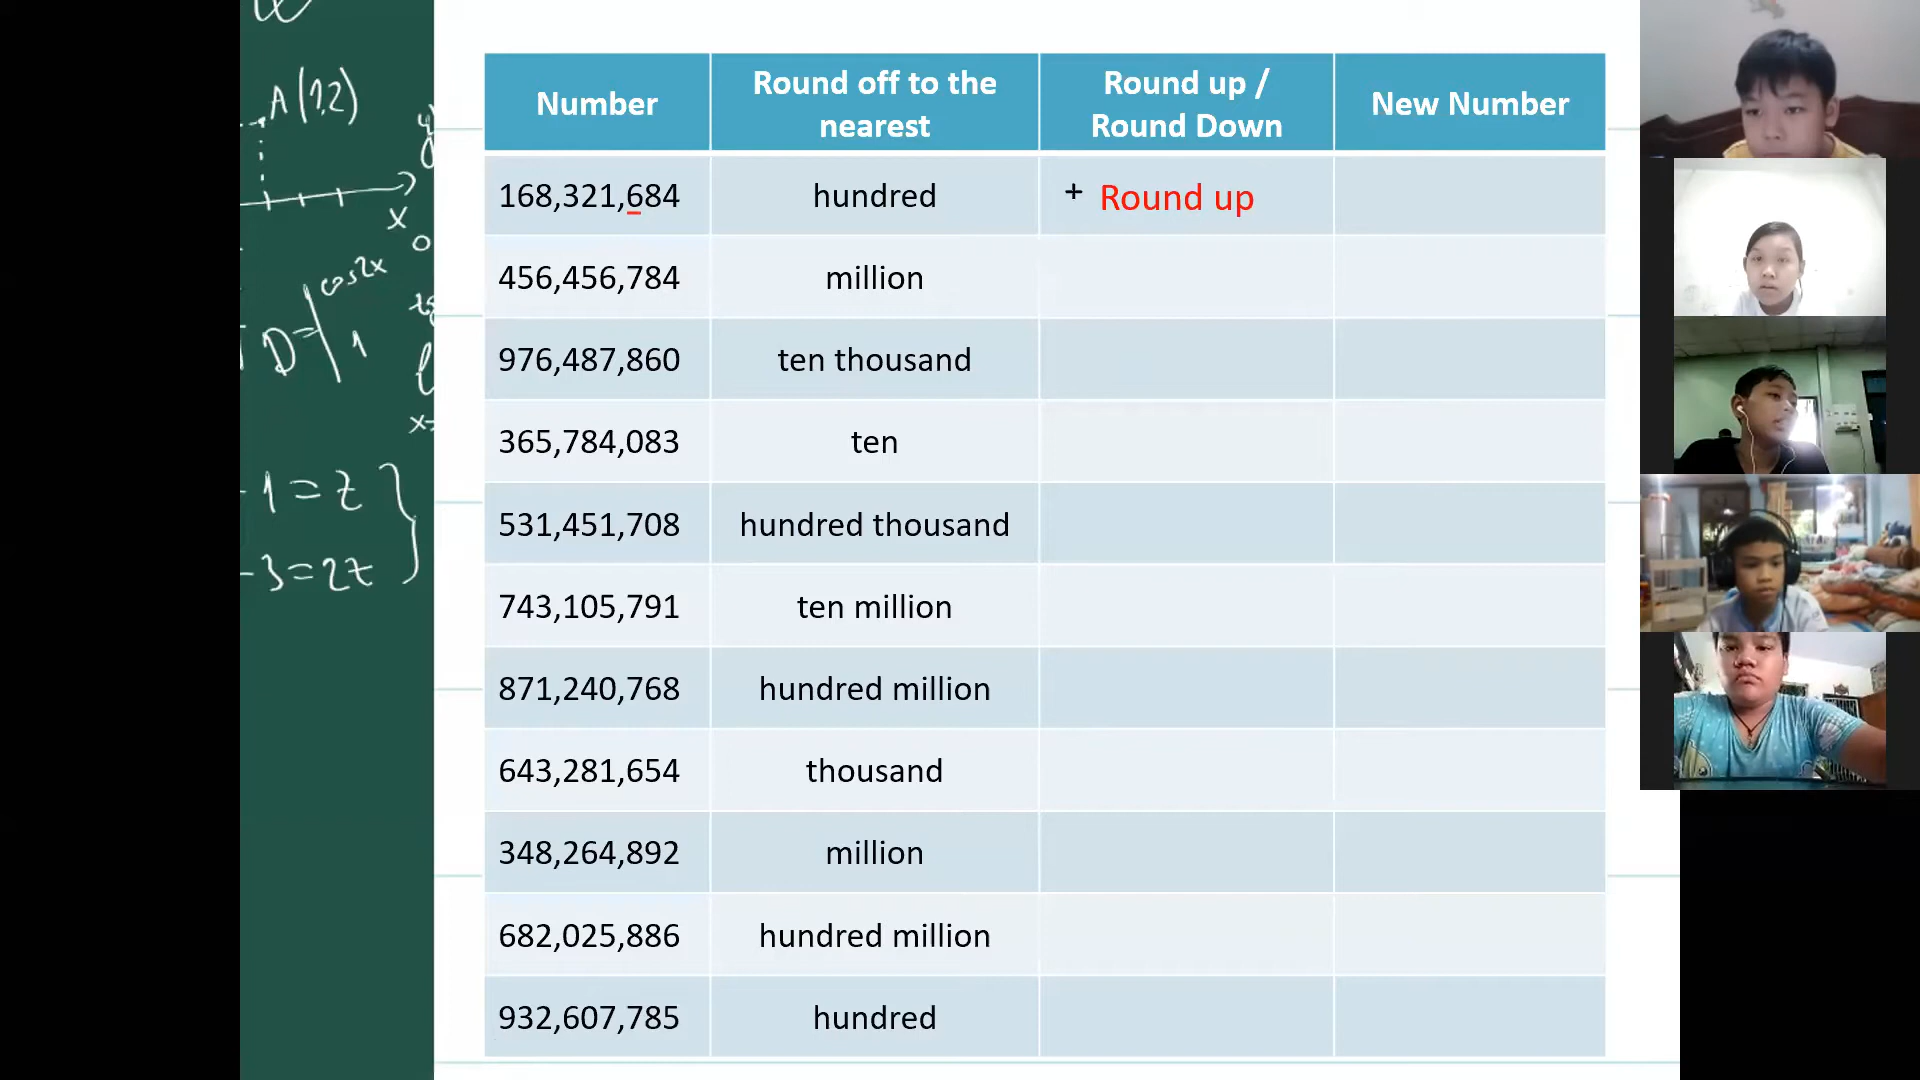 A(1,2)
x
0
D=
cos2x
1
-1=z
-3=2z
Number
Round off to the nearest
Round up / Round Down
New Number
168,321,684 hundred + Round up
456,456,784 million
976,487,860 ten thousand
365,784,083 ten
531,451,708 hundred thousand
743,105,791 ten million
871,240,768 hundred million
643,281,654 thousand
348,264,892 million
682,025,886 hundred million
932,607,785 hundred